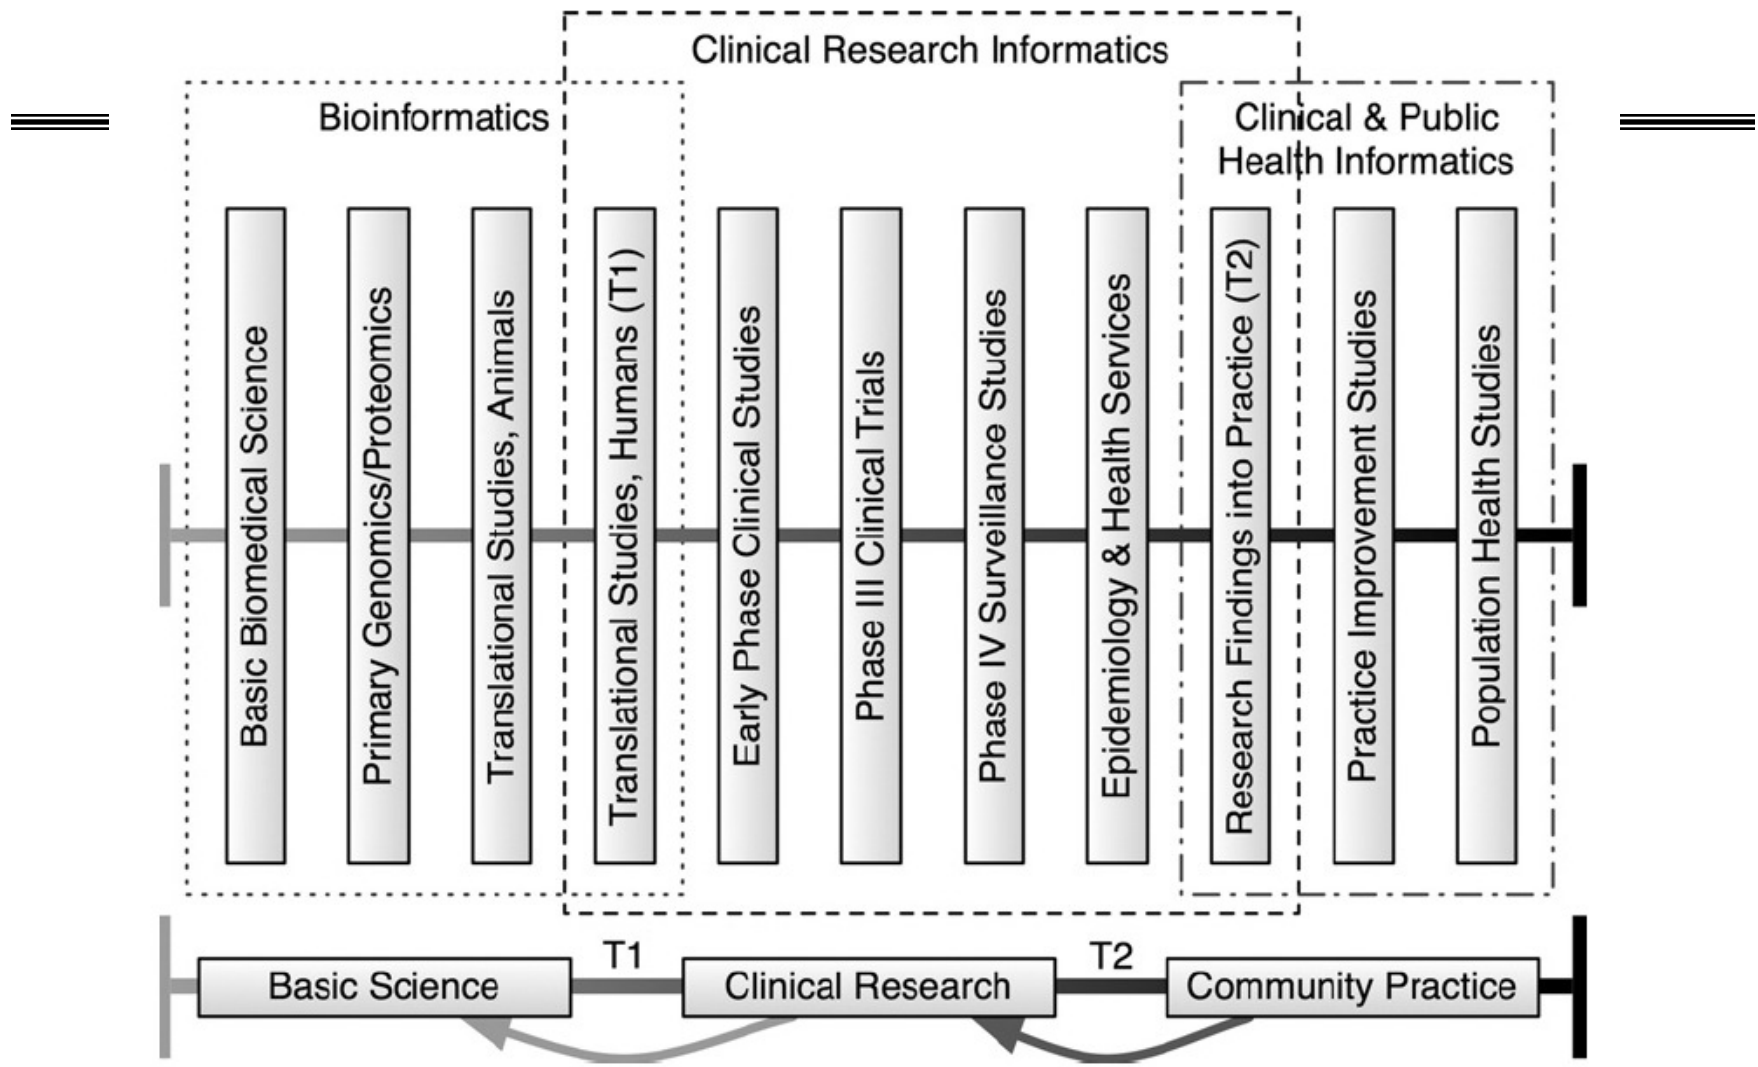 Clinical Research Informatics
Bioinformatics
Clinical & Public
Health Informatics
Basic Biomedical Science
Primary Genomics/Proteomics
Translational Studies, Animals
Translational Studies, Humans (T1)
Early Phase Clinical Studies
Phase III Clinical Trials
Phase IV Surveillance Studies
Epidemiology & Health Services
Research Findings into Practice (T2)
Practice Improvement Studies
Population Health Studies
T1
T2
Basic Science
Clinical Research
Community Practice